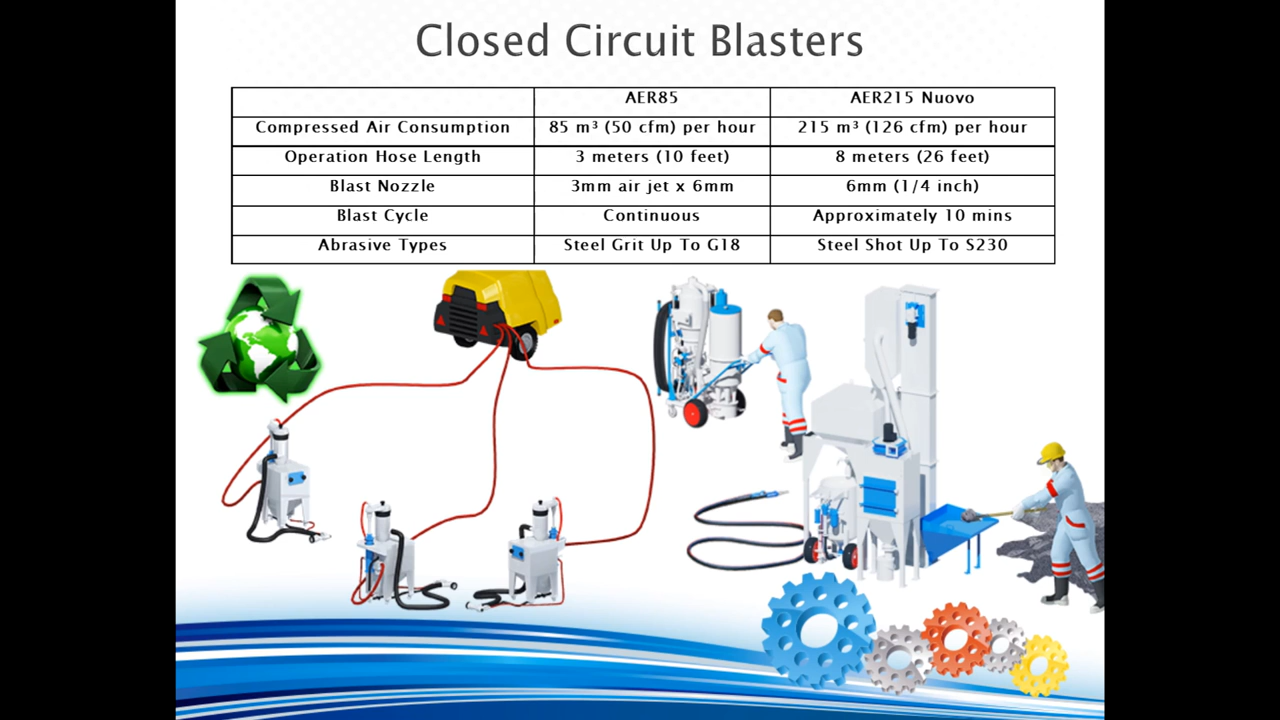 Closed Circuit Blasters
AER85 AER215 Nuovo
Compressed Air Consumption 85 m³ (50 cfm) per hour 215 m³ (126 cfm) per hour
Operation Hose Length 3 meters (10 feet) 8 meters (26 feet)
Blast Nozzle 3mm air jet x 6mm 6mm (1/4 inch)
Blast Cycle Continuous Approximately 10 mins
Abrasive Types Steel Grit Up To G18 Steel Shot Up To S230